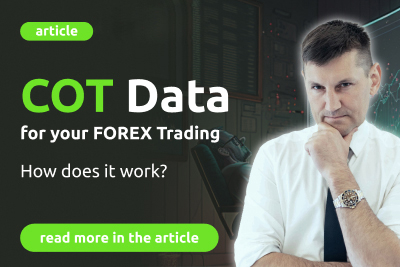 article
COT Data
for your FOREX Trading
How does it work?
read more in the article